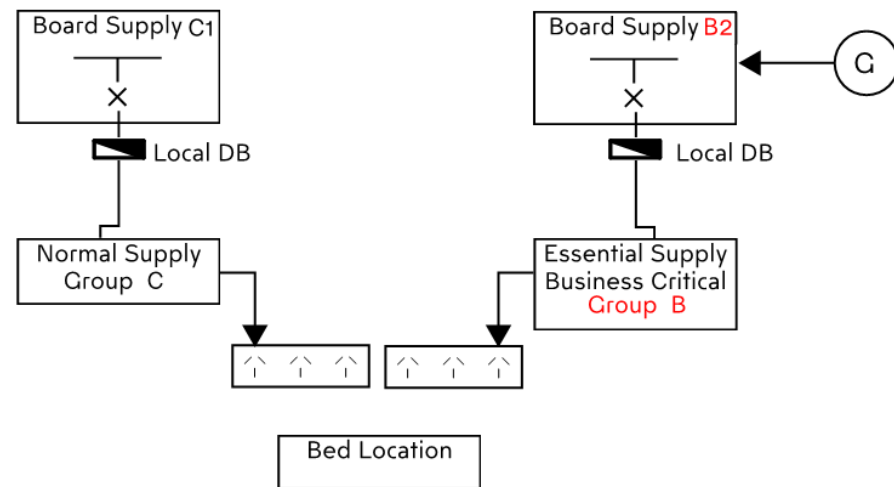 Board Supply C1
Board Supply B2
G
Local DB
Local DB
Normal Supply
Group C
Essential Supply
Business Critical
Group B
Bed Location